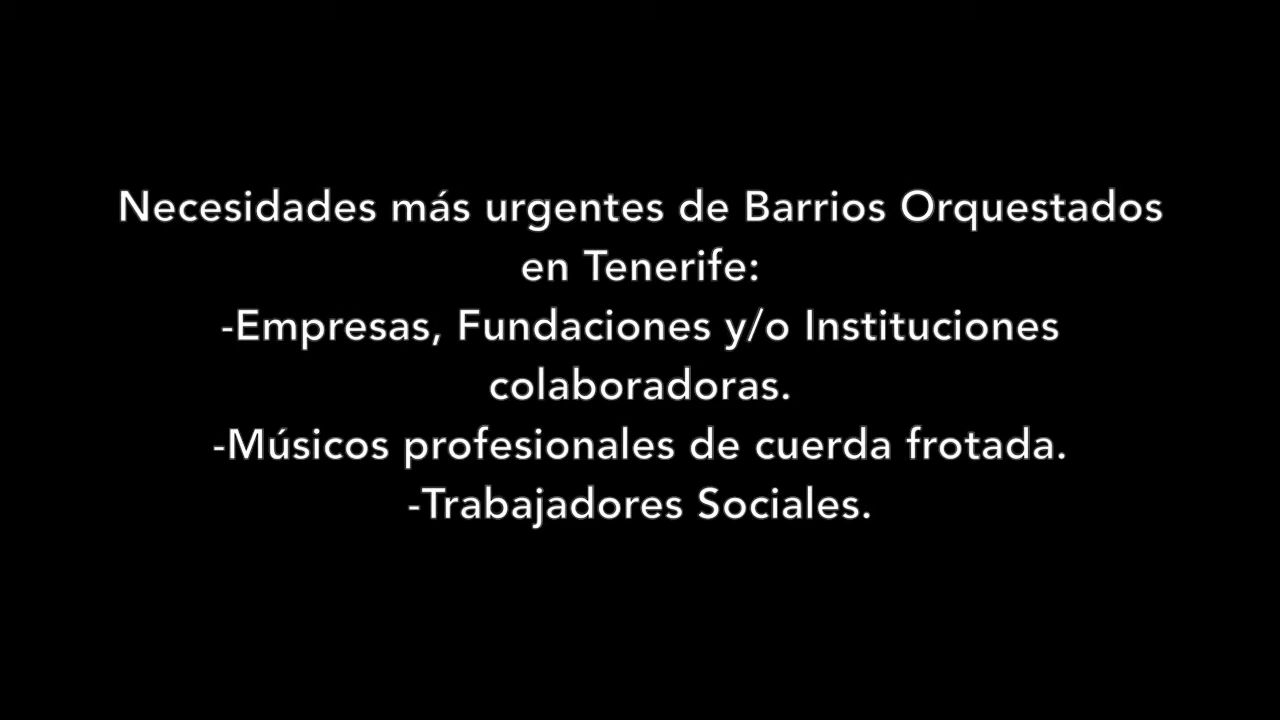 Necesidades más urgentes de Barrios Orquestados
en Tenerife:
-Empresas, Fundaciones y/o Instituciones
colaboradoras.
-Músicos profesionales de cuerda frotada.
-Trabajadores Sociales.